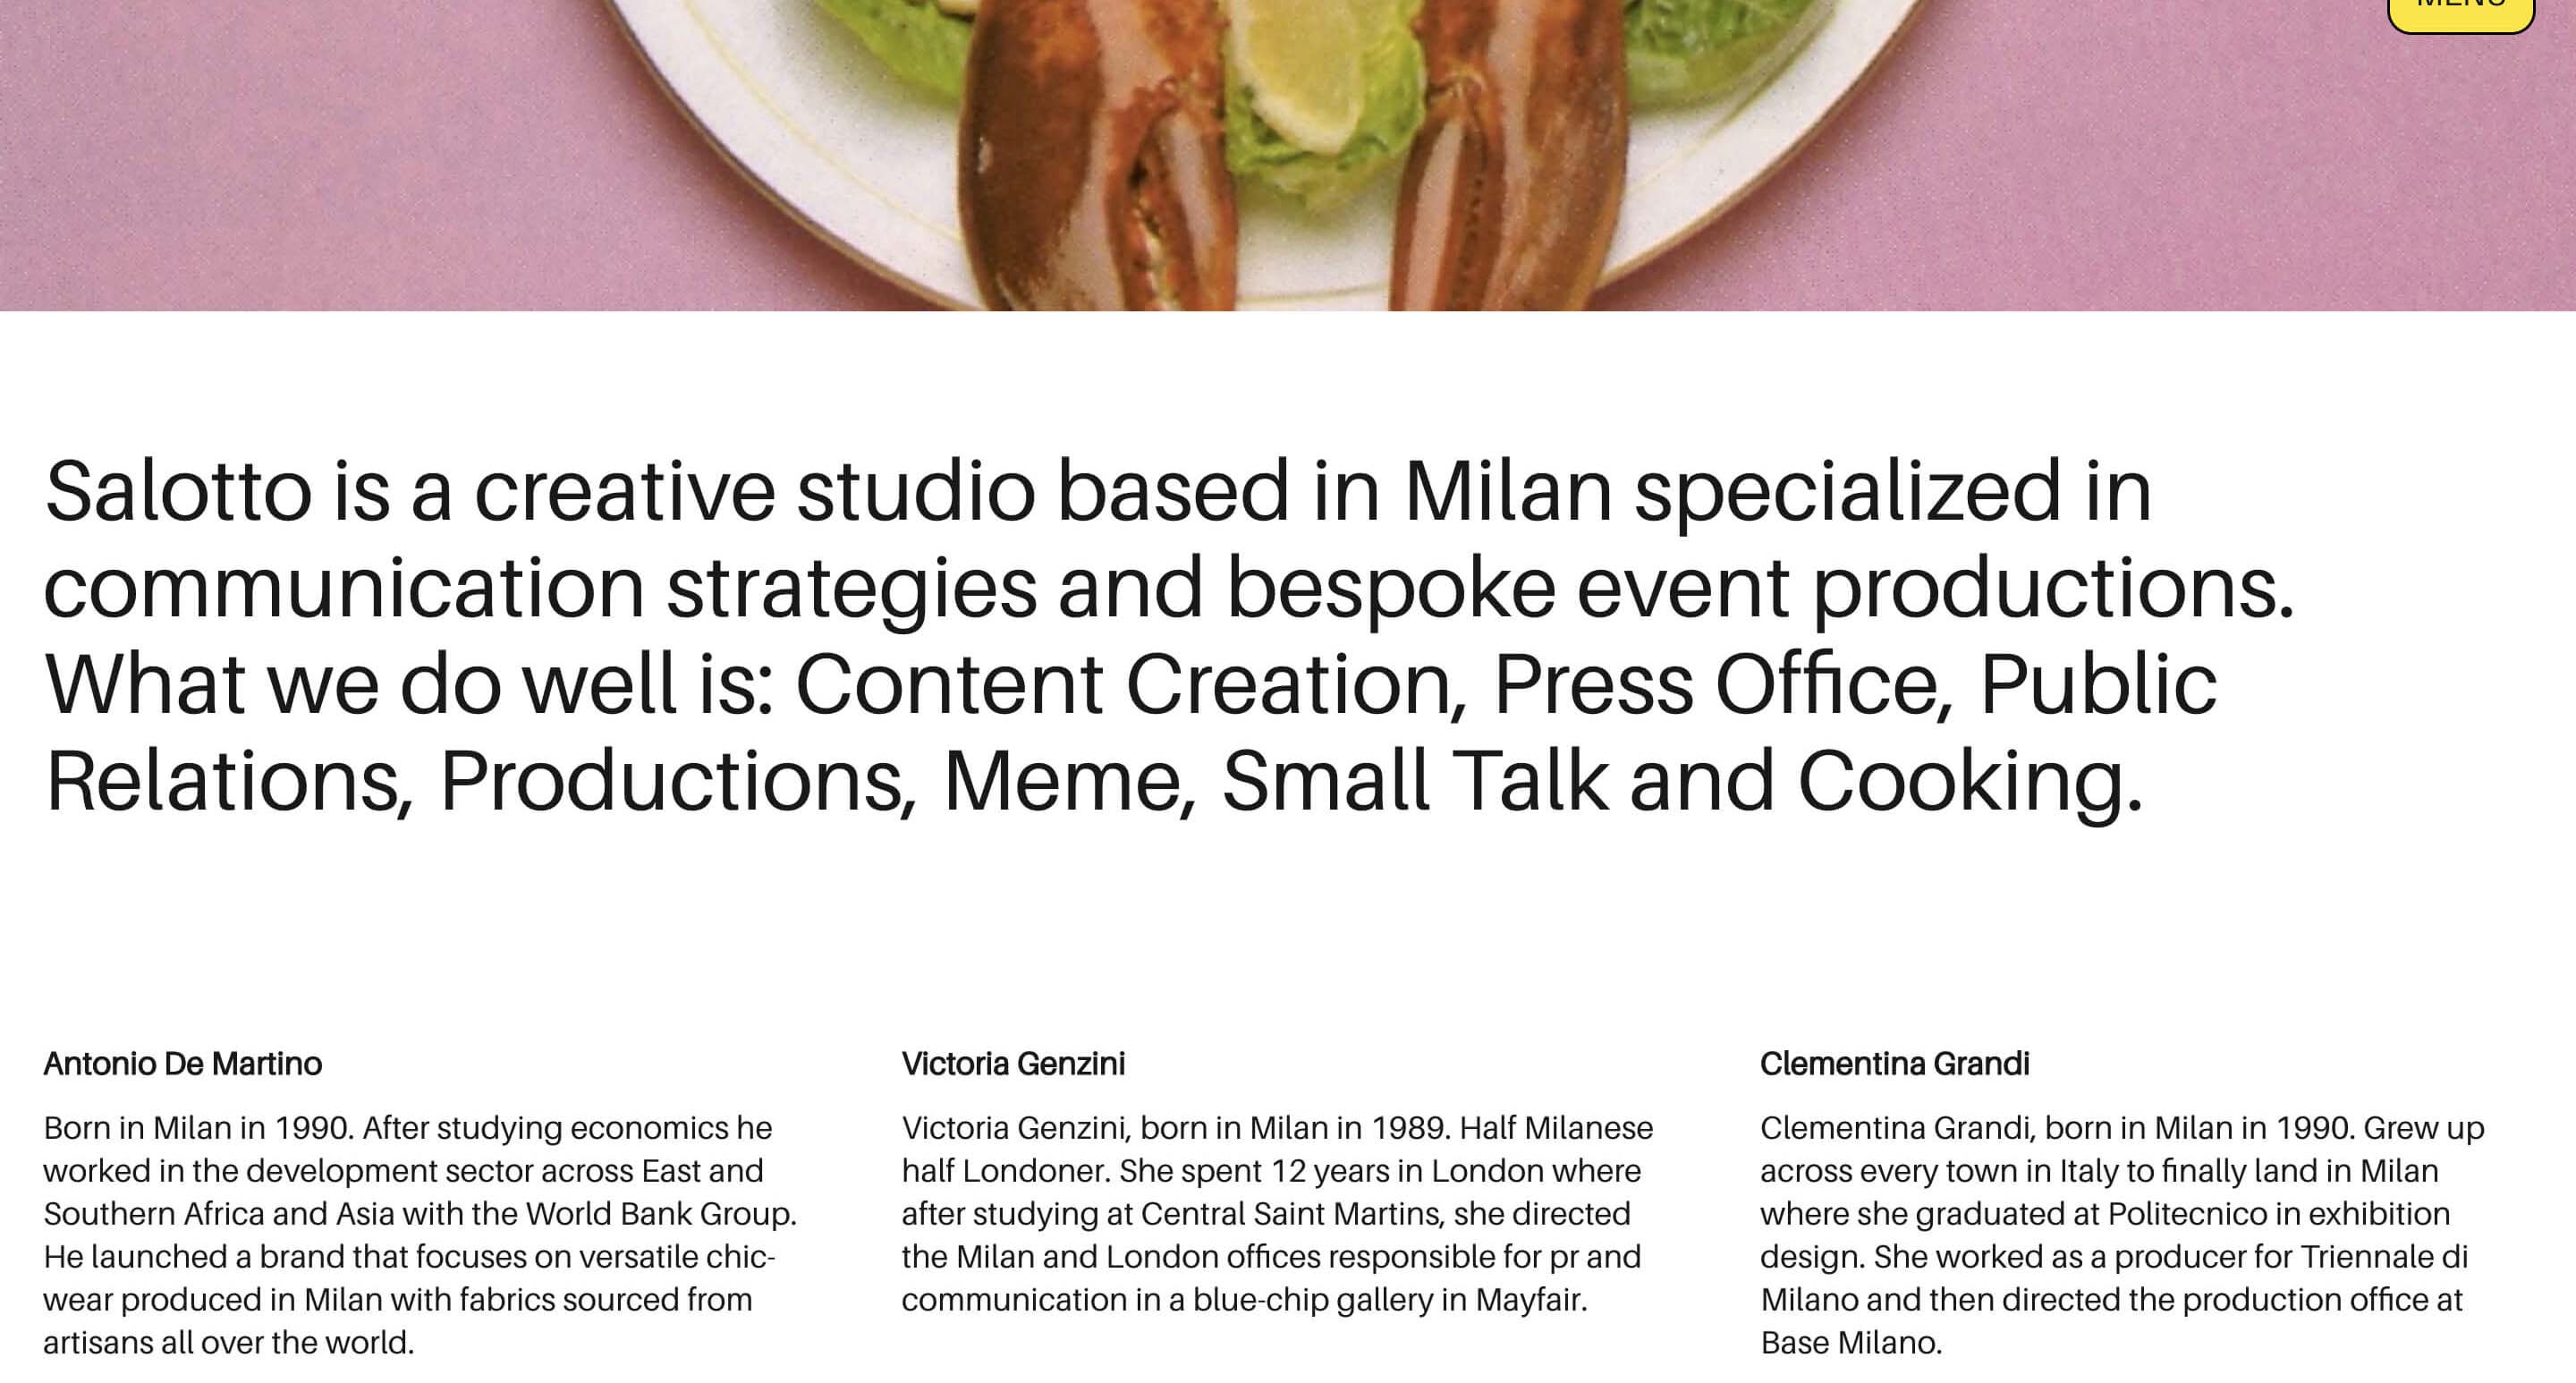 MENU
Salotto is a creative studio based in Milan specialized in
communication strategies and bespoke event productions.
What we do well is: Content Creation, Press Office, Public
Relations, Productions, Meme, Small Talk and Cooking.
Antonio De Martino
Born in Milan in 1990. After studying economics he
worked in the development sector across East and
Southern Africa and Asia with the World Bank Group.
He launched a brand that focuses on versatile chic-
wear produced in Milan with fabrics sourced from
artisans all over the world.
Victoria Genzini
Victoria Genzini, born in Milan in 1989. Half Milanese
half Londoner. She spent 12 years in London where
after studying at Central Saint Martins, she directed
the Milan and London offices responsible for pr and
communication in a blue-chip gallery in Mayfair.
Clementina Grandi
Clementina Grandi, born in Milan in 1990. Grew up
across every town in Italy to finally land in Milan
where she graduated at Politecnico in exhibition
design. She worked as a producer for Triennale di
Milano and then directed the production office at
Base Milano.